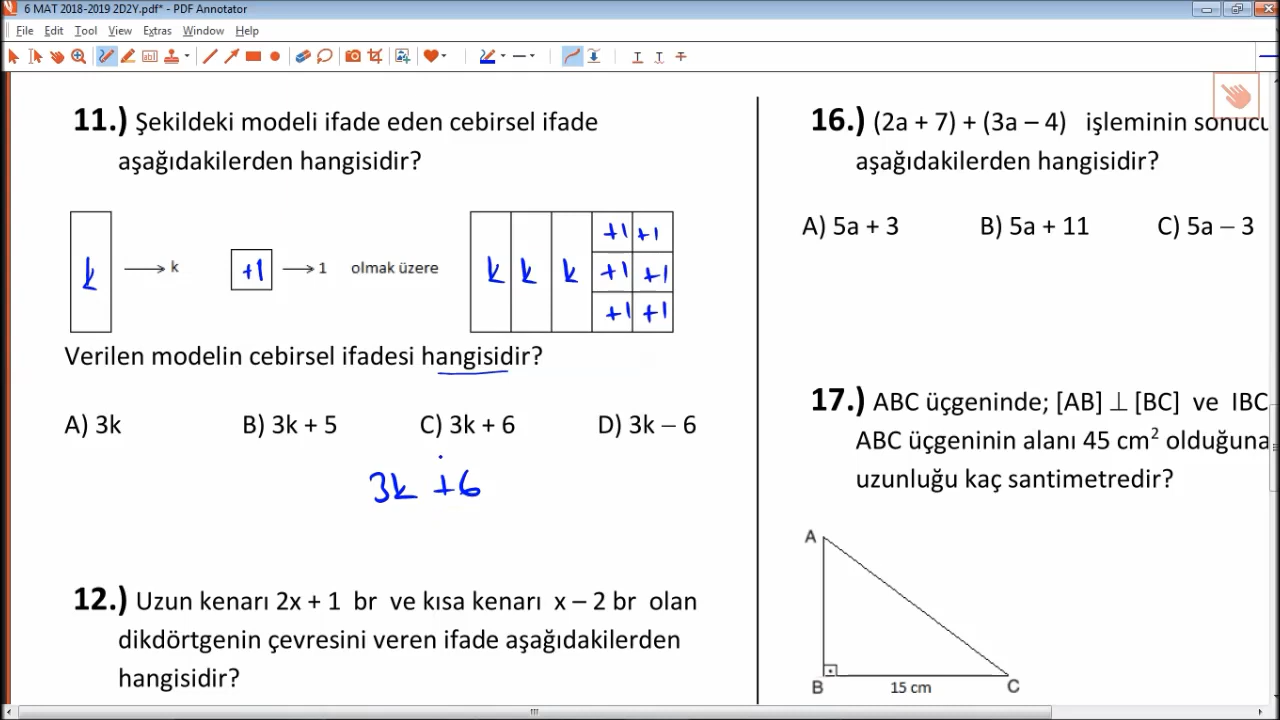 6 MAT 2018-2019 2D2Y.pdf* - PDF Annotator
File Edit Tool View Extras Window Help
11.) Şekildeki modeli ifade eden cebirsel ifade
aşağıdakilerden hangisidir?
k → k +1 → 1 olmak üzere
k k k +1 +1
+1 +1
+1 +1
Verilen modelin cebirsel ifadesi hangisidir?
A) 3k B) 3k + 5 C) 3k + 6 D) 3k – 6
3k +6
12.) Uzun kenarı 2x + 1 br ve kısa kenarı x – 2 br olan
dikdörtgenin çevresini veren ifade aşağıdakilerden
hangisidir?
16.) (2a + 7) + (3a – 4) işleminin sonucu
aşağıdakilerden hangisidir?
A) 5a + 3 B) 5a + 11 C) 5a – 3
17.) ABC üçgeninde; [AB] ⊥ [BC] ve IBC
ABC üçgeninin alanı 45 cm² olduğuna
uzunluğu kaç santimetredir?
A
B 15 cm C